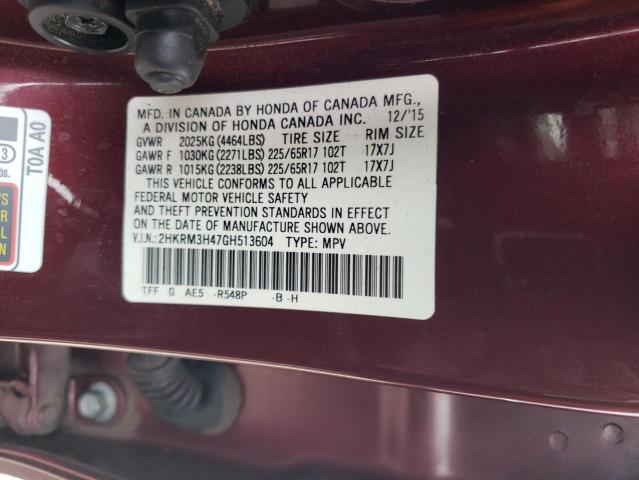 MFD. IN CANADA BY HONDA OF CANADA MFG.,
A DIVISION OF HONDA CANADA INC. 12/'15
GVWR 2025KG(4464LBS) TIRE SIZE RIM SIZE
GAWR F 1030KG(2271LBS) 225/65R17 102T 17X7J
GAWR R 1015KG(2238LBS) 225/65R17 102T 17X7J
THIS VEHICLE CONFORMS TO ALL APPLICABLE
FEDERAL MOTOR VEHICLE SAFETY
AND THEFT PREVENTION STANDARDS IN EFFECT
ON THE DATE OF MANUFACTURE SHOWN ABOVE.
V.I.N.: 2HKRM3H47GH513604 TYPE: MPV
TFF G AE5 -R548P -B -H
T0A A0
3
bs.
'S
R
L